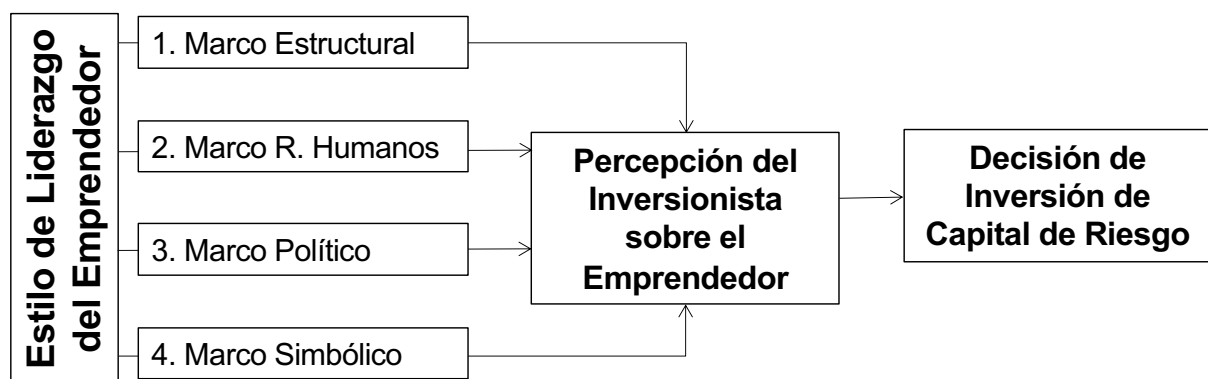 Estilo de Liderazgo
del Emprendedor
1. Marco Estructural
2. Marco R. Humanos
3. Marco Político
4. Marco Simbólico
Percepción del
Inversionista
sobre el
Emprendedor
Decisión de
Inversión de
Capital de Riesgo